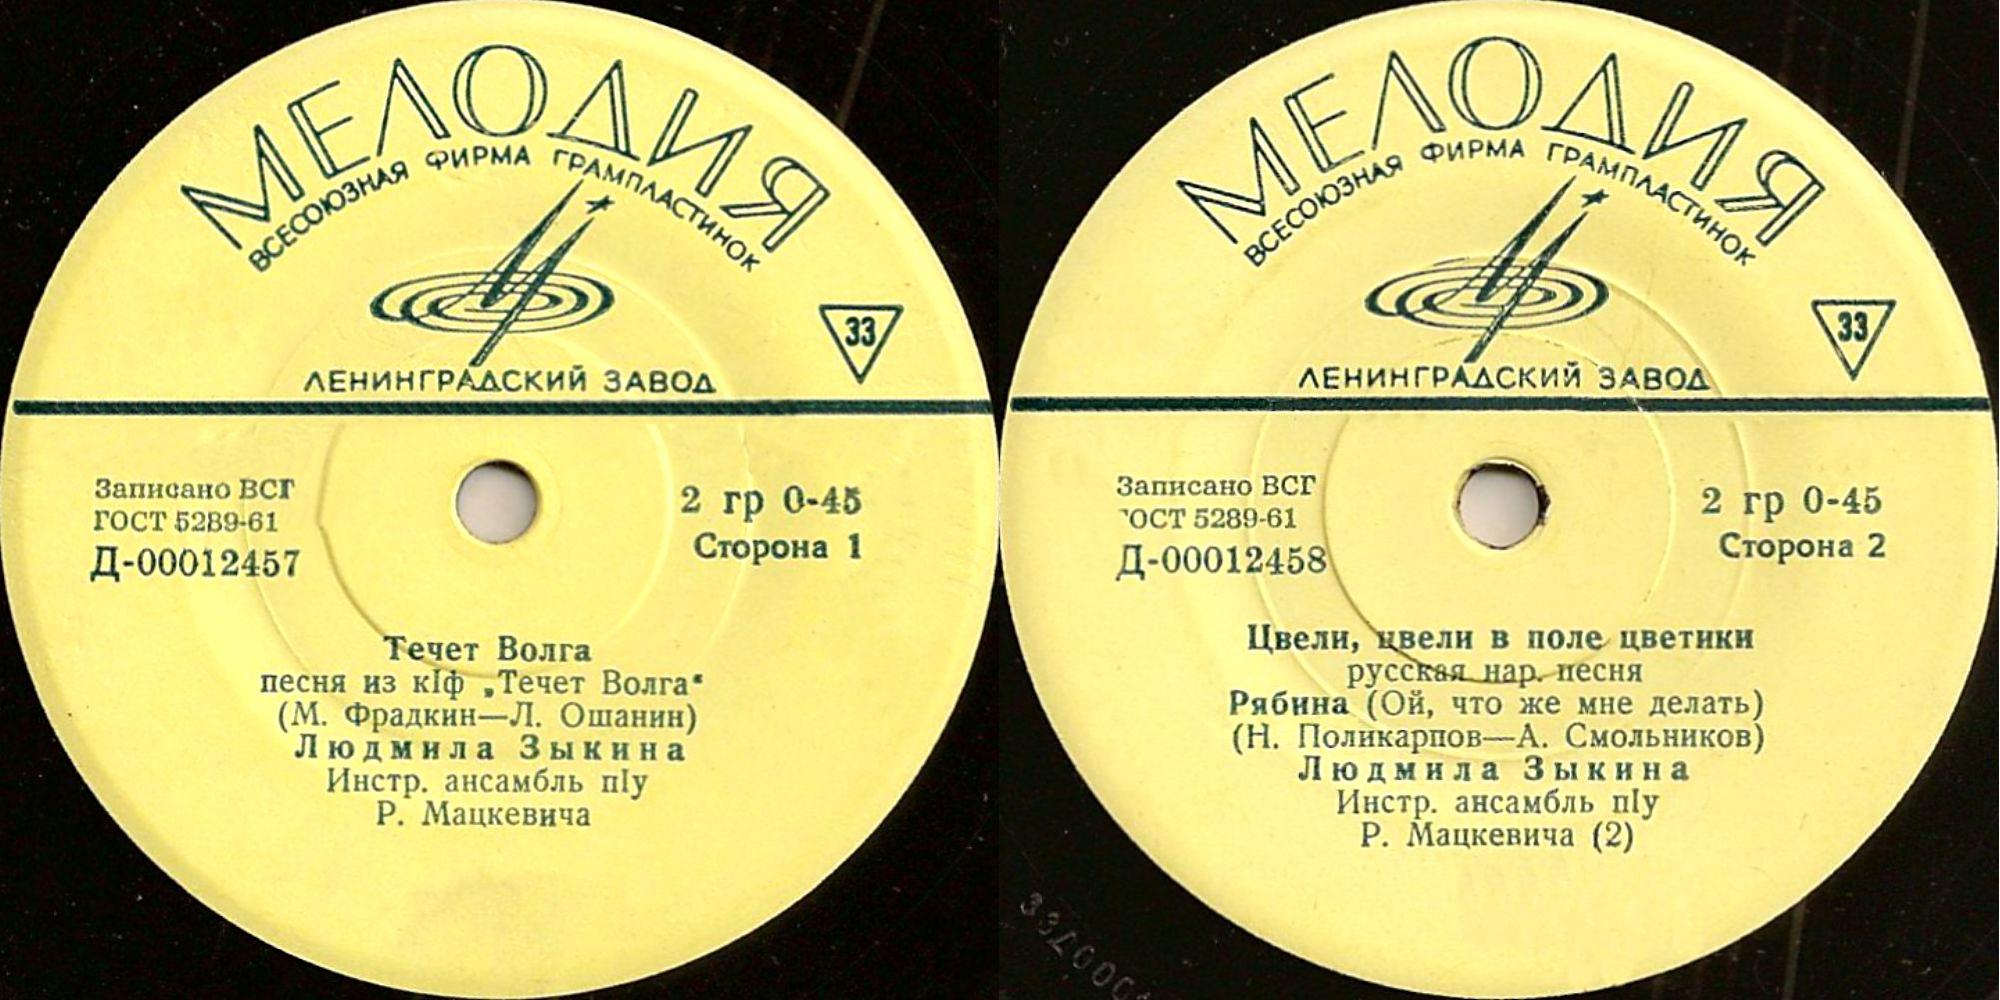 МЕЛОДИЯ
ВСЕСОЮЗНАЯ ФИРМА ГРАМПЛАСТИНОК
33
ЛЕНИНГРАДСКИЙ ЗАВОД
Записано ВСГ
ГОСТ 5289-61
Д-00012457
2 гр 0-45
Сторона 1
Течет Волга
песня из кIф „Течет Волга"
(М. Фрадкин—Л. Ошанин)
Людмила Зыкина
Инстр. ансамбль пIу
Р. Мацкевича
МЕЛОДИЯ
ВСЕСОЮЗНАЯ ФИРМА ГРАМПЛАСТИНОК
33
ЛЕНИНГРАДСКИЙ ЗАВОД
Записано ВСГ
ГОСТ 5289-61
Д-00012458
2 гр 0-45
Сторона 2
Цвели, цвели в поле цветики
русская нар. песня
Рябина (Ой, что же мне делать)
(Н. Поликарпов—А. Смольников)
Людмила Зыкина
Инстр. ансамбль пIу
Р. Мацкевича (2)